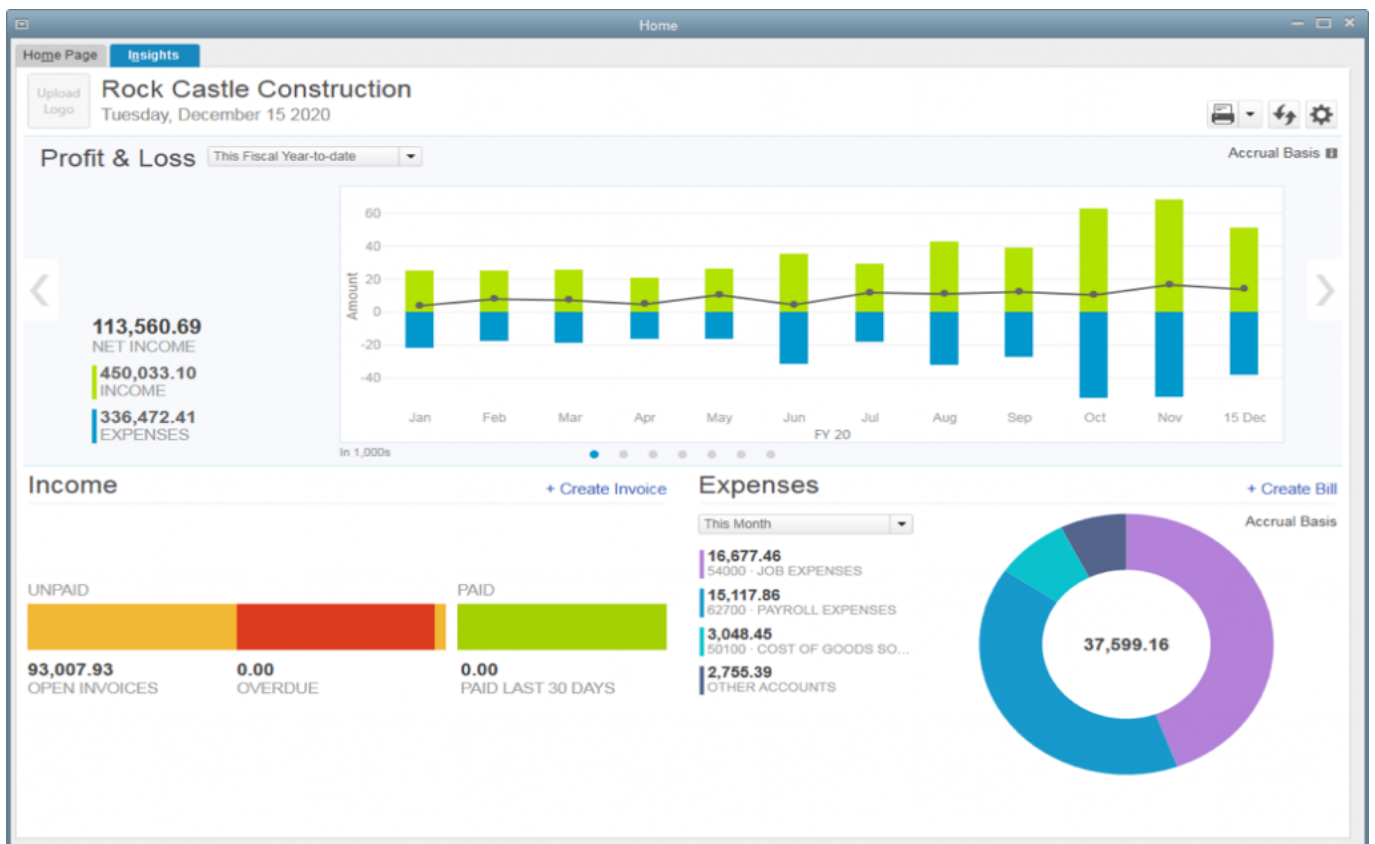 Home
Home Page
Insights
Upload
Logo
Rock Castle Construction
Tuesday, December 15 2020
Profit & Loss
This Fiscal Year-to-date
Accrual Basis
113,560.69
NET INCOME
450,033.10
INCOME
336,472.41
EXPENSES
Amount
60
40
20
0
-20
-40
Jan Feb Mar Apr May Jun Jul Aug Sep Oct Nov 15 Dec
FY 20
In 1,000s
Income
+ Create Invoice
UNPAID
PAID
93,007.93
OPEN INVOICES
0.00
OVERDUE
0.00
PAID LAST 30 DAYS
Expenses
+ Create Bill
This Month
Accrual Basis
16,677.46
54000 · JOB EXPENSES
15,117.86
62700 · PAYROLL EXPENSES
3,048.45
50100 · COST OF GOODS SO...
2,755.39
OTHER ACCOUNTS
37,599.16